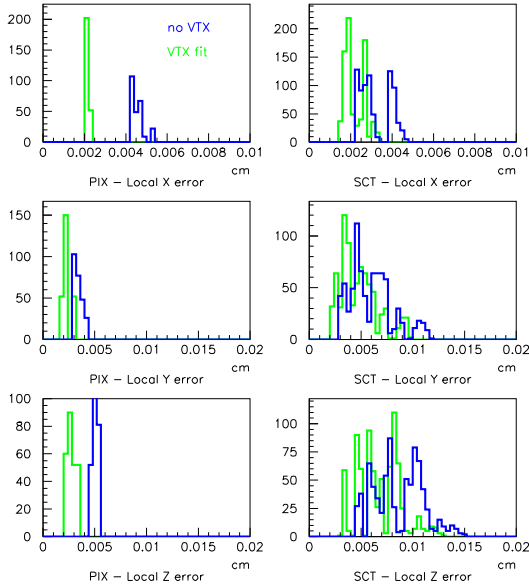 no VTX
VTX fit
200
150
100
50
0
0 0.002 0.004 0.006 0.008 0.01
cm
PIX – Local X error
200
150
100
50
0
0 0.002 0.004 0.006 0.008 0.01
cm
SCT – Local X error
150
100
50
0
0 0.005 0.01 0.015 0.02
cm
PIX – Local Y error
100
50
0
0 0.005 0.01 0.015 0.02
cm
SCT – Local Y error
100
80
60
40
20
0
0 0.005 0.01 0.015 0.02
cm
PIX – Local Z error
100
75
50
25
0
0 0.005 0.01 0.015 0.02
cm
SCT – Local Z error